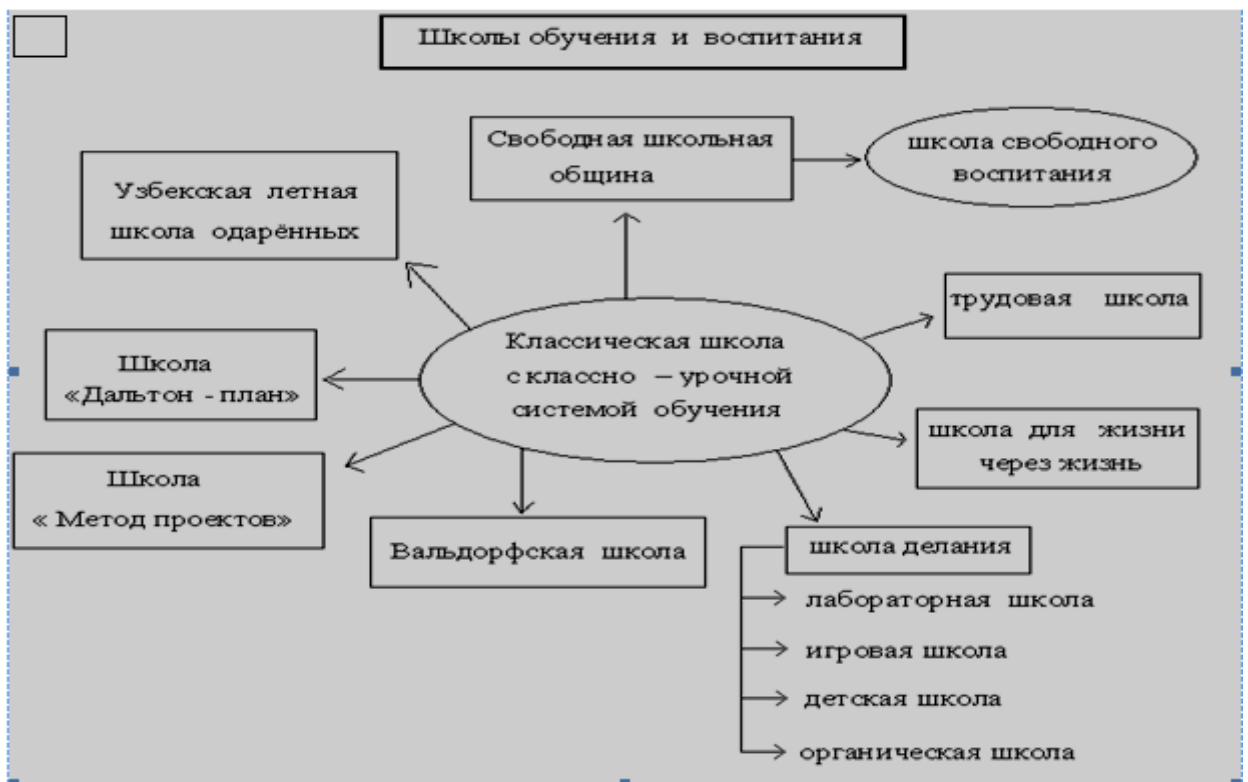 Школы обучения и воспитания
Свободная школьная
община
школа свободного
воспитания
Узбекская летная
школа одарённых
трудовая школа
Классическая школа
с классно – урочной
системой обучения
Школа
«Дальтон - план»
школа для жизни
через жизнь
Школа
« Метод проектов»
Вальдорфская школа
школа делания
лабораторная школа
игровая школа
детская школа
органическая школа